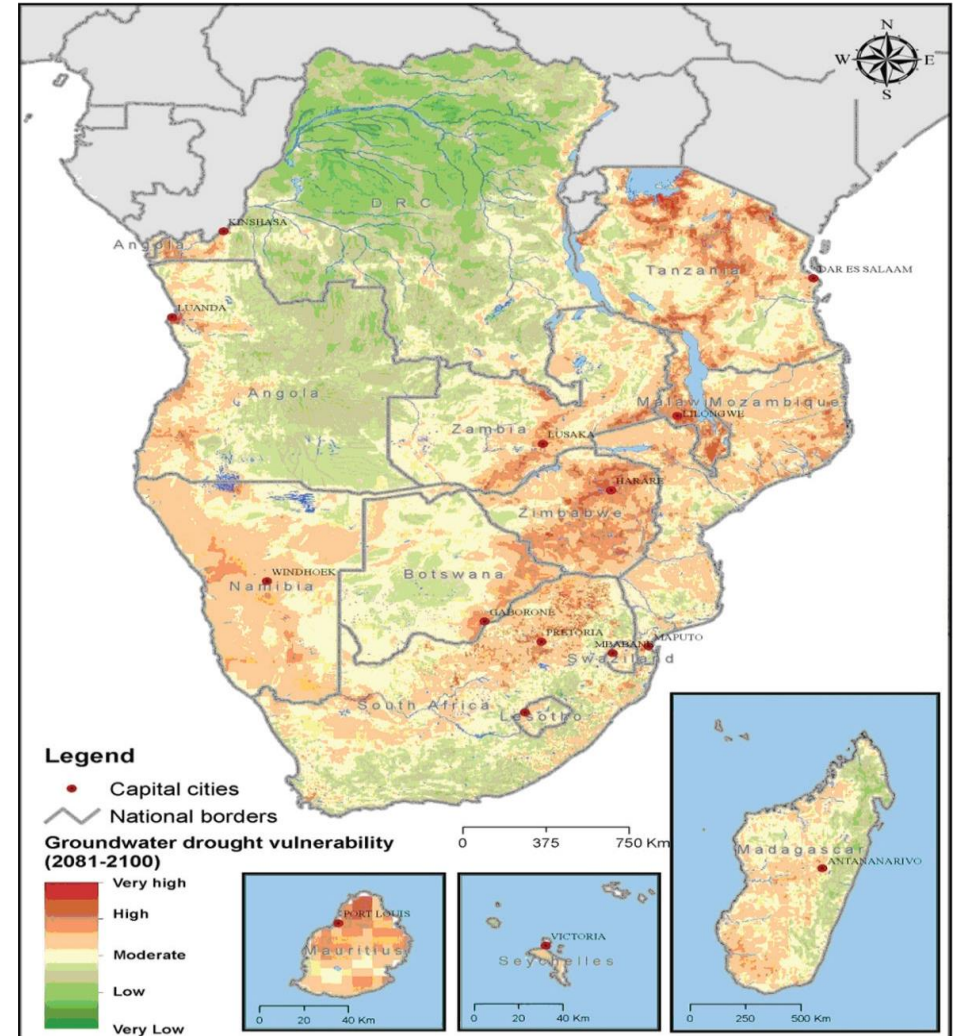 N
W E
S
DRC
KINSHASA
Angola
Tanzania
DAR ES SALAAM
LUANDA
Angola
Malawi
Mozambique
LILONGWE
Zambia
LUSAKA
HARARE
Zimbabwe
Botswana
WINDHOEK
Namibia
GABORONE
PRETORIA
MBABANE
MAPUTO
Swaziland
South Africa
Lesotho
Legend
Capital cities
National borders
Groundwater drought vulnerability
(2081-2100)
Very high
High
Moderate
Low
Very Low
0 375 750 Km
PORT LOUIS
Mauritius
0 20 40 Km
VICTORIA
Seychelles
0 20 40 Km
Madagascar
ANTANANARIVO
0 250 500 Km